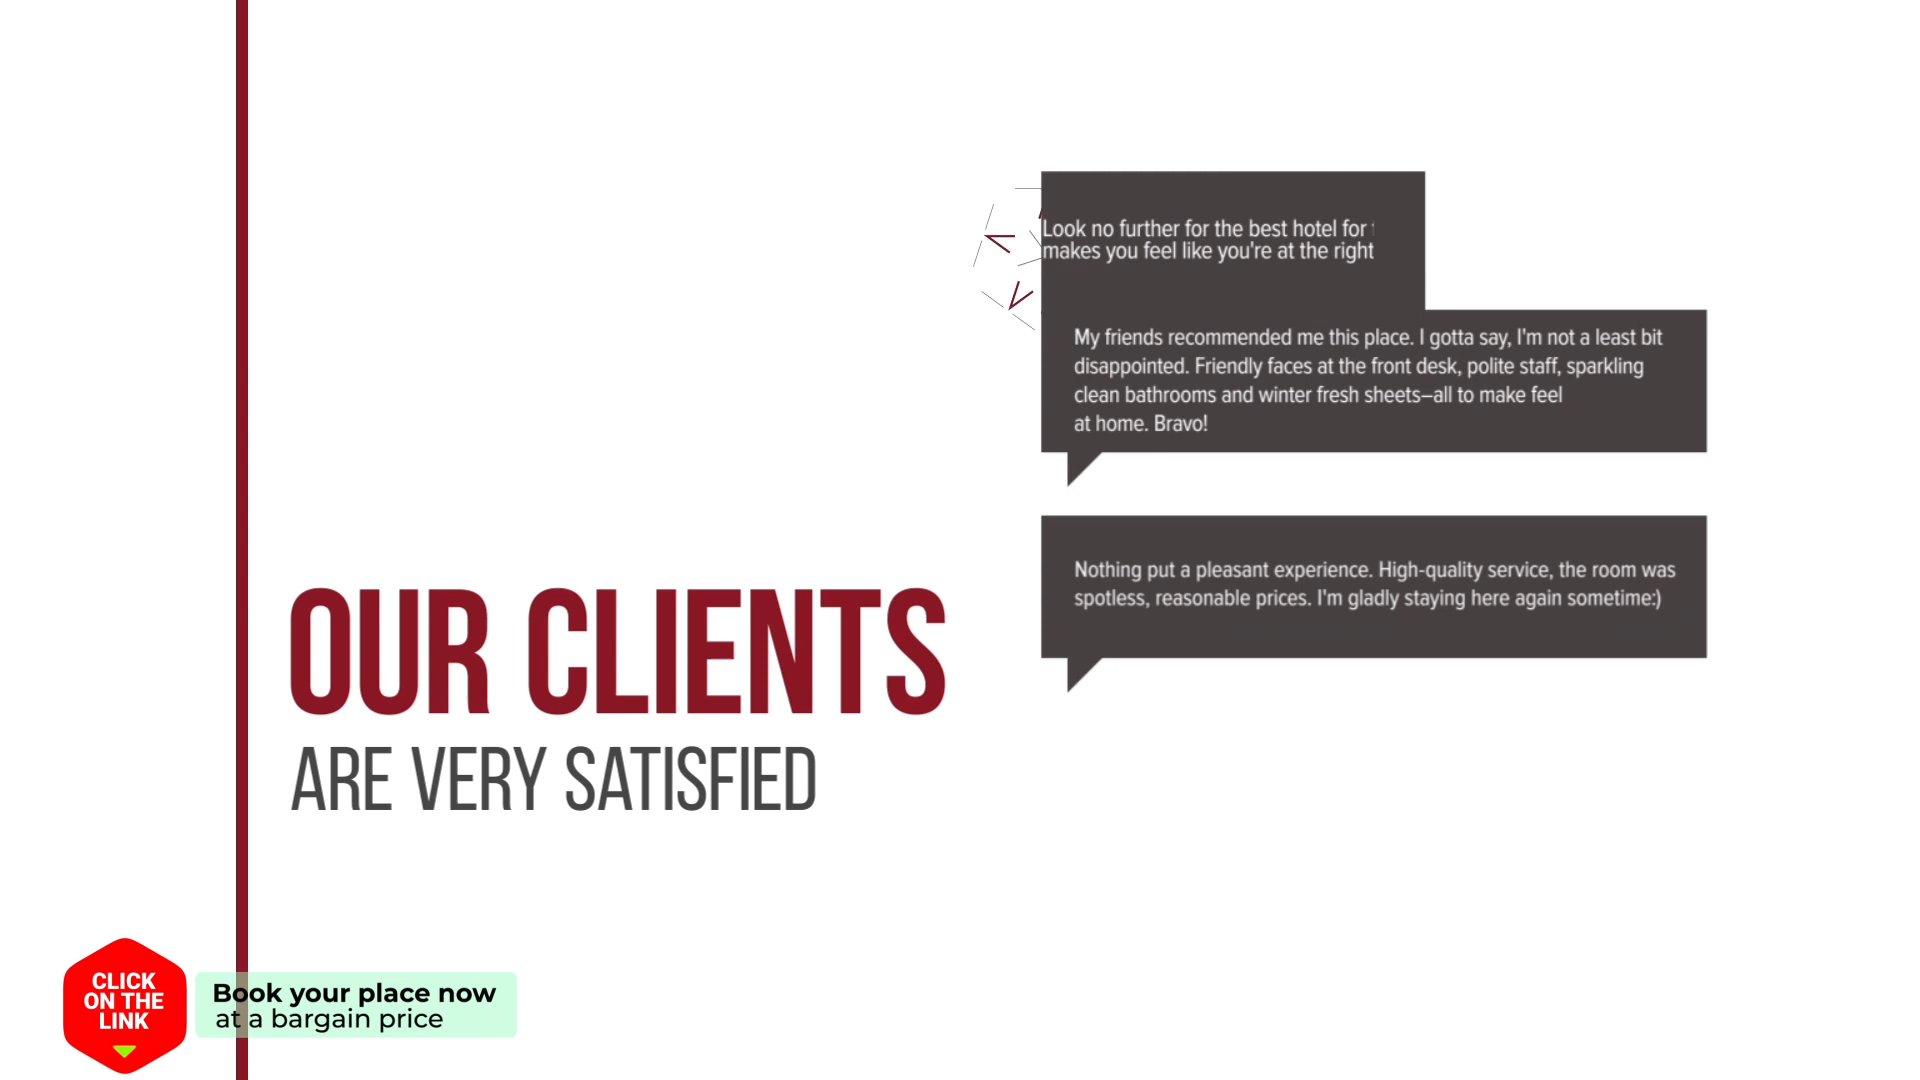 Look no further for the best hotel for
makes you feel like you're at the right
My friends recommended me this place. I gotta say, I'm not a least bit
disappointed. Friendly faces at the front desk, polite staff, sparkling
clean bathrooms and winter fresh sheets–all to make feel
at home. Bravo!
Nothing put a pleasant experience. High-quality service, the room was
spotless, reasonable prices. I'm gladly staying here again sometime:)
OUR CLIENTS
ARE VERY SATISFIED
CLICK
ON THE
LINK
Book your place now
at a bargain price